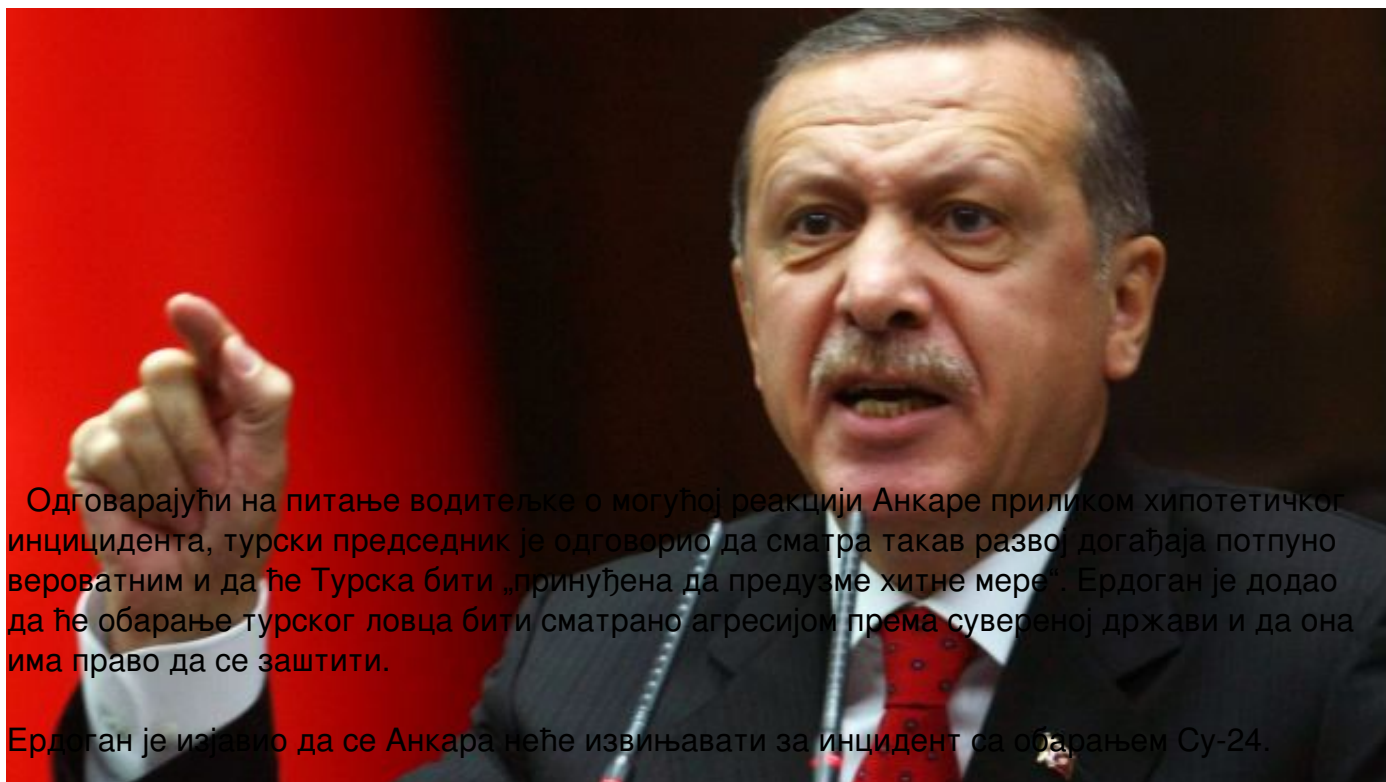 Одговарајући на питање водитељке о могућој реакцији Анкаре приликом хипотетичког
инцицидента, турски председник је одговорио да сматра такав развој догађаја потпуно
вероватним и да ће Турска бити „принуђена да предузме хитне мере“. Ердоган је додао
да ће обарање турског ловца бити сматрано агресијом према сувереној држави и да она
има право да се заштити.
Ердоган је изјавио да се Анкара неће извињавати за инцидент са обарањем Су-24.